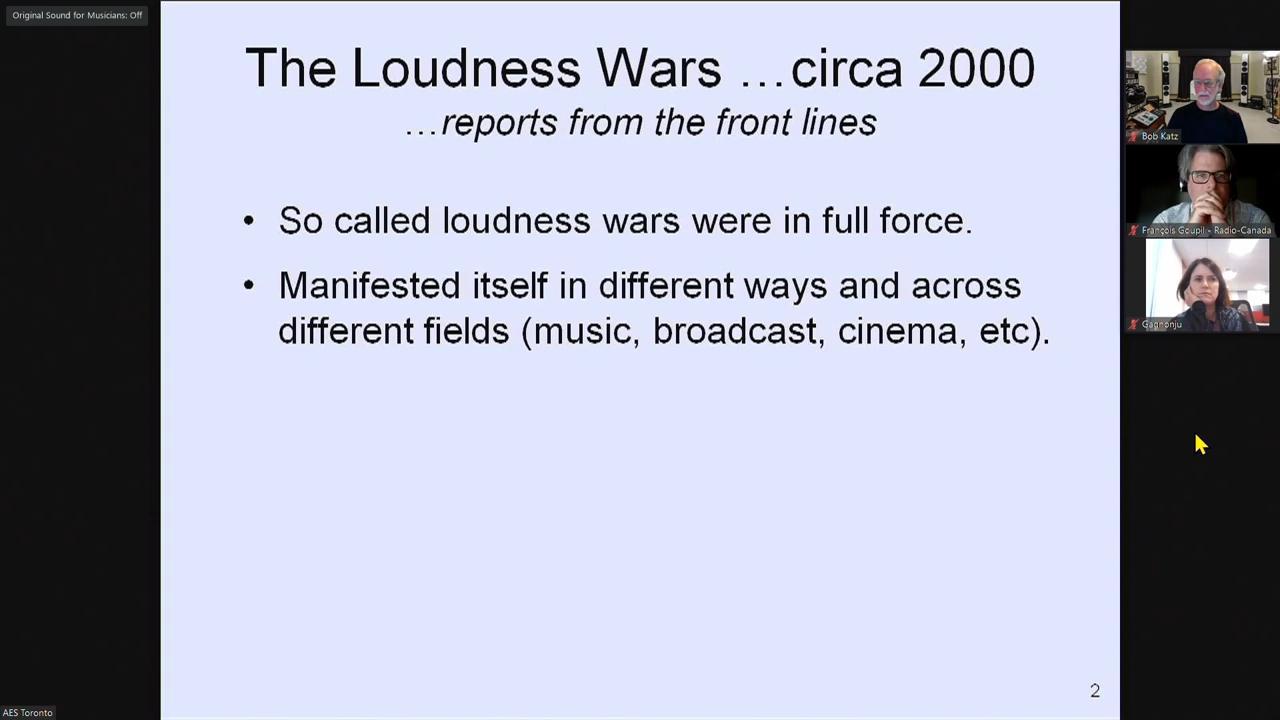 Original Sound for Musicians: Off
The Loudness Wars …circa 2000
…reports from the front lines
• So called loudness wars were in full force.
• Manifested itself in different ways and across
different fields (music, broadcast, cinema, etc).
2
Bob Katz
François Goupil - Radio-Canada
Gagnonju
AES Toronto